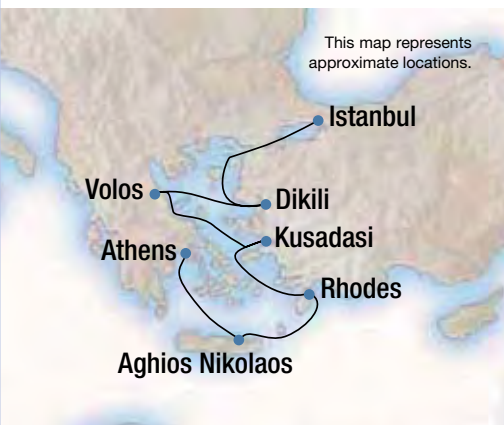 This map represents
approximate locations.
Istanbul
Volos
Dikili
Kusadasi
Athens
Rhodes
Aghios Nikolaos